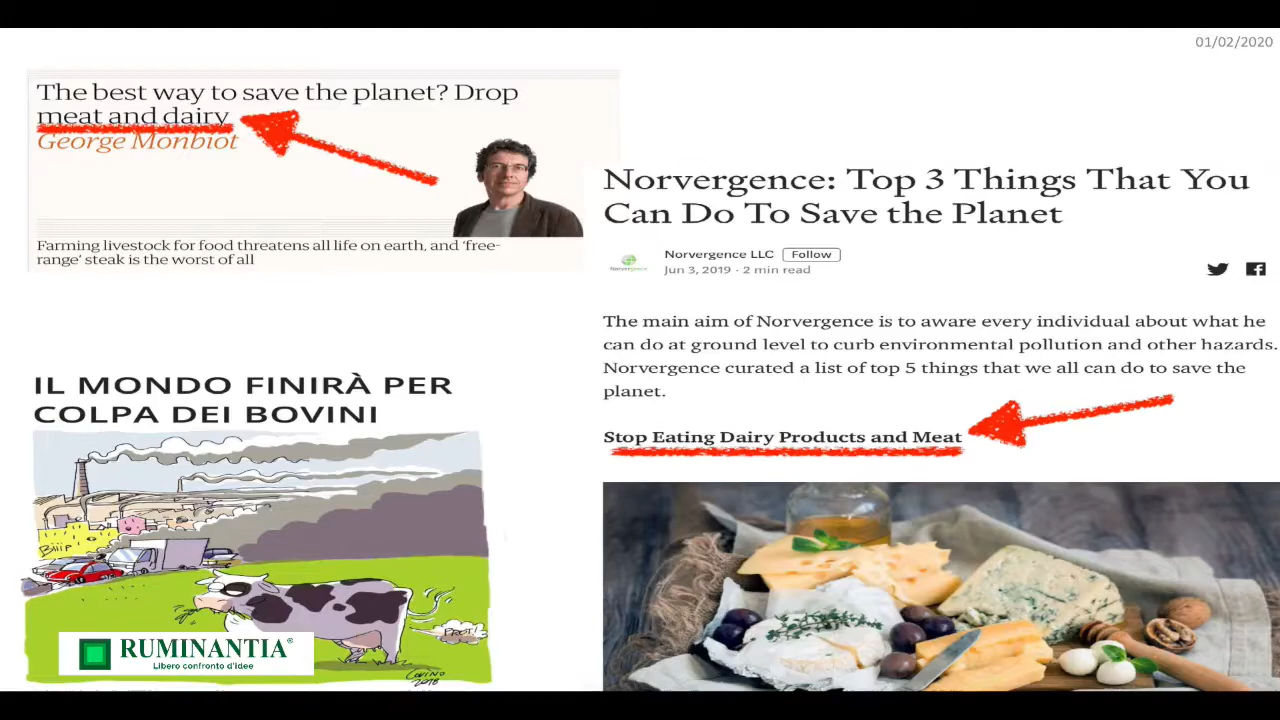 01/02/2020
The best way to save the planet? Drop
meat and dairy
George Monbiot
Farming livestock for food threatens all life on earth, and ‘free-
range’ steak is the worst of all
Norvergence: Top 3 Things That You
Can Do To Save the Planet
Norvergence
Norvergence LLC Follow
Jun 3, 2019 · 2 min read
The main aim of Norvergence is to aware every individual about what he
can do at ground level to curb environmental pollution and other hazards.
Norvergence curated a list of top 5 things that we all can do to save the
planet.
Stop Eating Dairy Products and Meat
IL MONDO FINIRÀ PER
COLPA DEI BOVINI
BIIIP
PROT!
RUMINANTIA®
Libero confronto d'idee
COVINO
2018